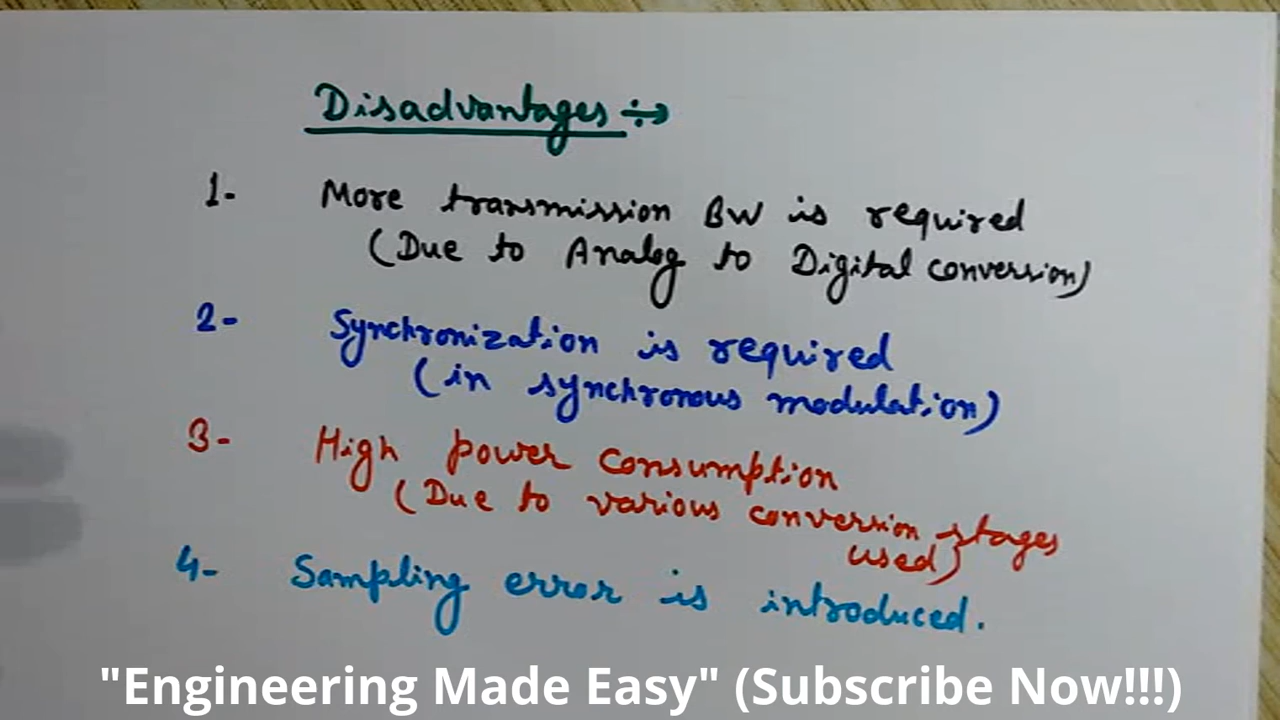 Disadvantages ÷→
1- More transmission BW is required
(Due to Analog to Digital conversion)
2- Synchronization is required
(in synchronous modulation)
3- High power consumption
(Due to various conversion stages
used)
4- Sampling error is introduced.
"Engineering Made Easy" (Subscribe Now!!!)